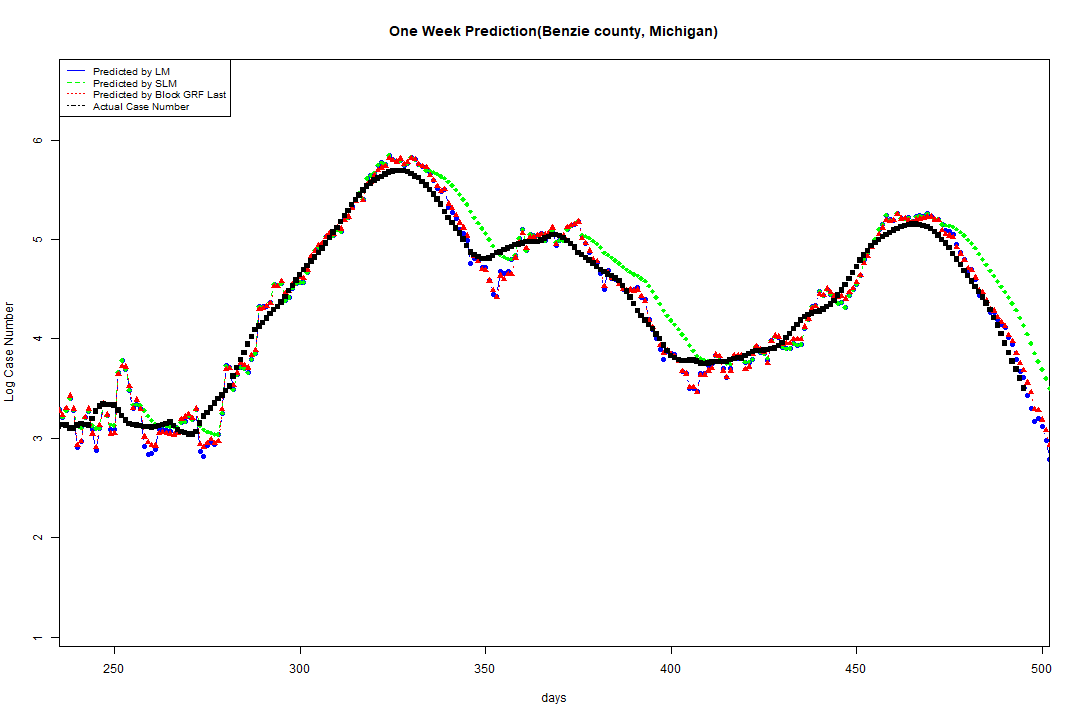 One Week Prediction(Benzie county, Michigan)
Predicted by LM
Predicted by SLM
Predicted by Block GRF Last
Actual Case Number
6
5
4
3
2
1
Log Case Number
250 300 350 400 450 500
days